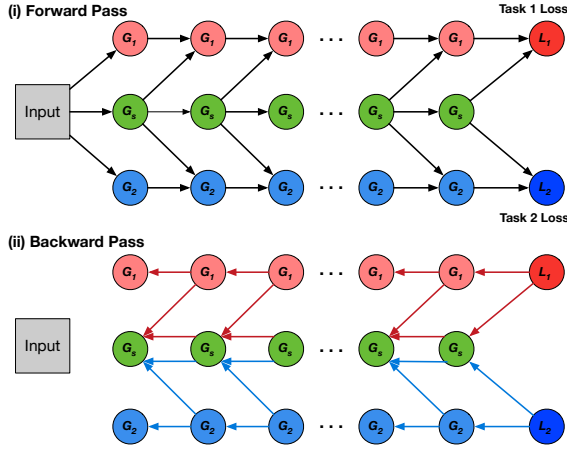 (i) Forward Pass
Task 1 Loss
G1 G1 G1 . . . G1 G1 L1
Input Gs Gs Gs . . . Gs Gs
G2 G2 G2 . . . G2 G2 L2
Task 2 Loss
(ii) Backward Pass
G1 G1 G1 . . . G1 G1 L1
Input Gs Gs Gs . . . Gs Gs
G2 G2 G2 . . . G2 G2 L2